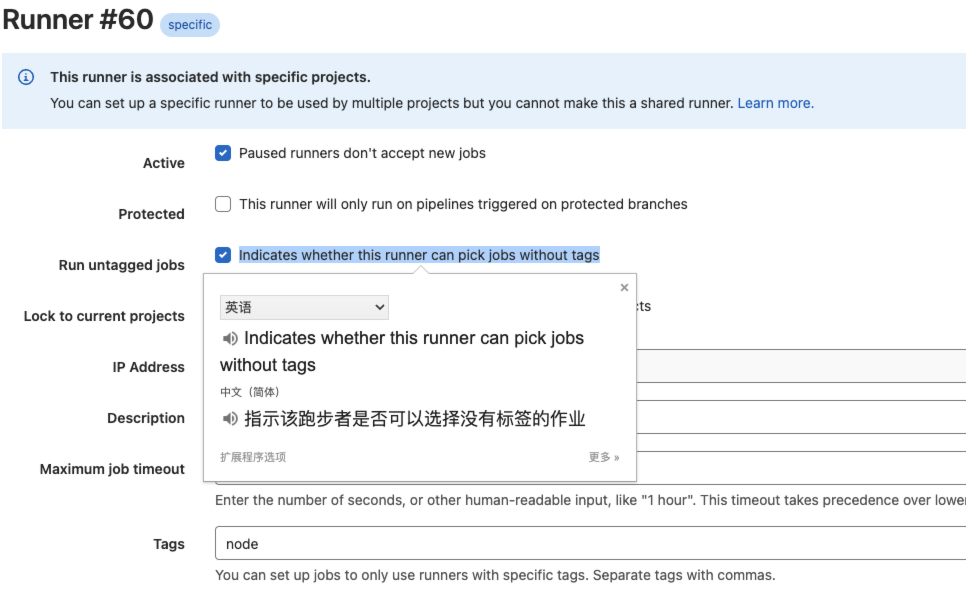 Runner #60 specific
This runner is associated with specific projects.
You can set up a specific runner to be used by multiple projects but you cannot make this a shared runner. Learn more.
Active
Paused runners don't accept new jobs
Protected
This runner will only run on pipelines triggered on protected branches
Run untagged jobs
Indicates whether this runner can pick jobs without tags
Lock to current projects
IP Address
Description
Maximum job timeout
英语
Indicates whether this runner can pick jobs
without tags
中文（简体）
指示该跑步者是否可以选择没有标签的作业
扩展程序选项
更多 »
Enter the number of seconds, or other human-readable input, like "1 hour". This timeout takes precedence over
Tags
node
You can set up jobs to only use runners with specific tags. Separate tags with commas.